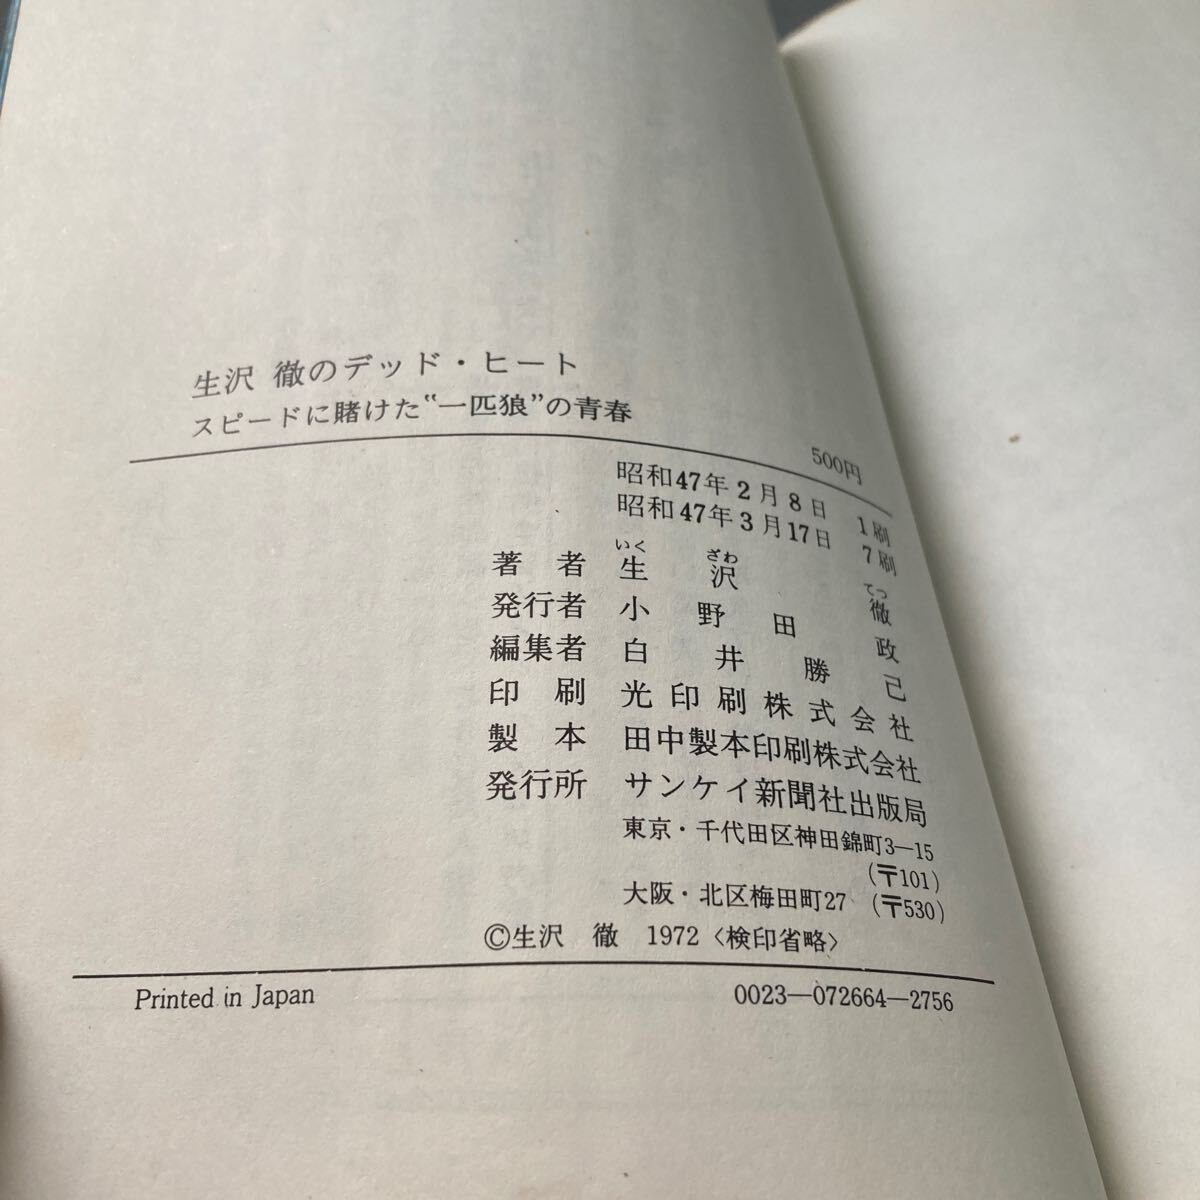 生沢 徹のデッド・ヒート
スピードに賭けた“一匹狼”の青春
500円
昭和47年2月8日 1刷
昭和47年3月17日 7刷
いく ざわ てつ
著者 生沢徹
発行者 小野田政
編集者 白井勝己
印刷 光印刷株式会社
製本 田中製本印刷株式会社
発行所 サンケイ新聞社出版局
東京・千代田区神田錦町3—15
(〒101)
大阪・北区梅田町27 (〒530)
©生沢 徹 1972〈検印省略〉
Printed in Japan 0023—072664—2756